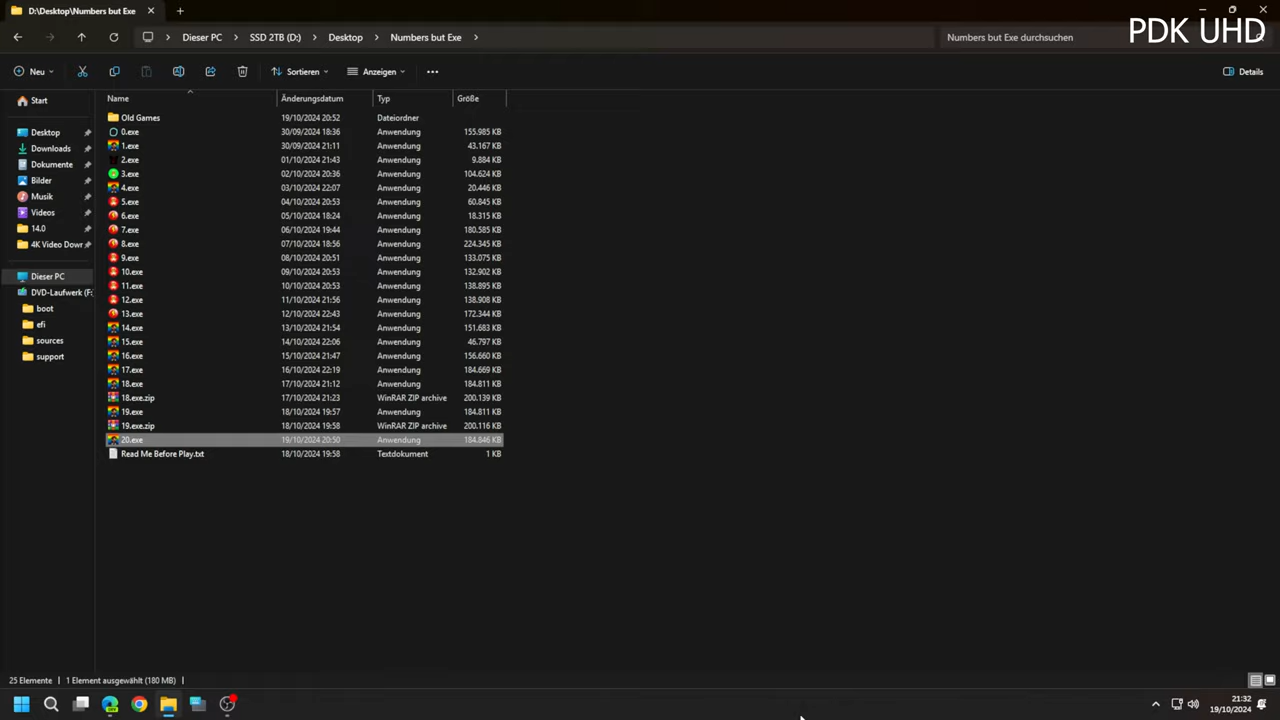 D:\Desktop\Numbers but Exe
PDK UHD
Dieser PC SSD 2TB (D:) Desktop Numbers but Exe
Numbers but Exe durchsuchen
Neu Sortieren Anzeigen Details
Name Änderungsdatum Typ Größe
Start
Desktop
Downloads
Dokumente
Bilder
Musik
Videos
14.0
4K Video Down
Dieser PC
DVD-Laufwerk (F:
boot
efi
sources
support
Old Games 19/10/2024 20:52 Dateiordner
0.exe 30/09/2024 18:36 Anwendung 155.985 KB
1.exe 30/09/2024 21:11 Anwendung 43.167 KB
2.exe 01/10/2024 21:43 Anwendung 9.884 KB
3.exe 02/10/2024 20:36 Anwendung 104.624 KB
4.exe 03/10/2024 22:07 Anwendung 20.446 KB
5.exe 04/10/2024 20:53 Anwendung 60.845 KB
6.exe 05/10/2024 18:24 Anwendung 18.315 KB
7.exe 06/10/2024 19:44 Anwendung 180.585 KB
8.exe 07/10/2024 18:56 Anwendung 224.345 KB
9.exe 08/10/2024 20:51 Anwendung 133.075 KB
10.exe 09/10/2024 20:53 Anwendung 132.902 KB
11.exe 10/10/2024 20:53 Anwendung 138.895 KB
12.exe 11/10/2024 21:56 Anwendung 138.908 KB
13.exe 12/10/2024 22:43 Anwendung 172.344 KB
14.exe 13/10/2024 21:54 Anwendung 151.683 KB
15.exe 14/10/2024 22:06 Anwendung 46.797 KB
16.exe 15/10/2024 21:47 Anwendung 156.660 KB
17.exe 16/10/2024 22:19 Anwendung 184.669 KB
18.exe 17/10/2024 21:12 Anwendung 184.811 KB
18.exe.zip 17/10/2024 21:23 WinRAR ZIP archive 200.139 KB
19.exe 18/10/2024 19:57 Anwendung 184.811 KB
19.exe.zip 18/10/2024 19:58 WinRAR ZIP archive 200.116 KB
20.exe 19/10/2024 20:50 Anwendung 184.846 KB
Read Me Before Play.txt 18/10/2024 19:58 Textdokument 1 KB
25 Elemente 1 Element ausgewählt (180 MB)
21:32
19/10/2024